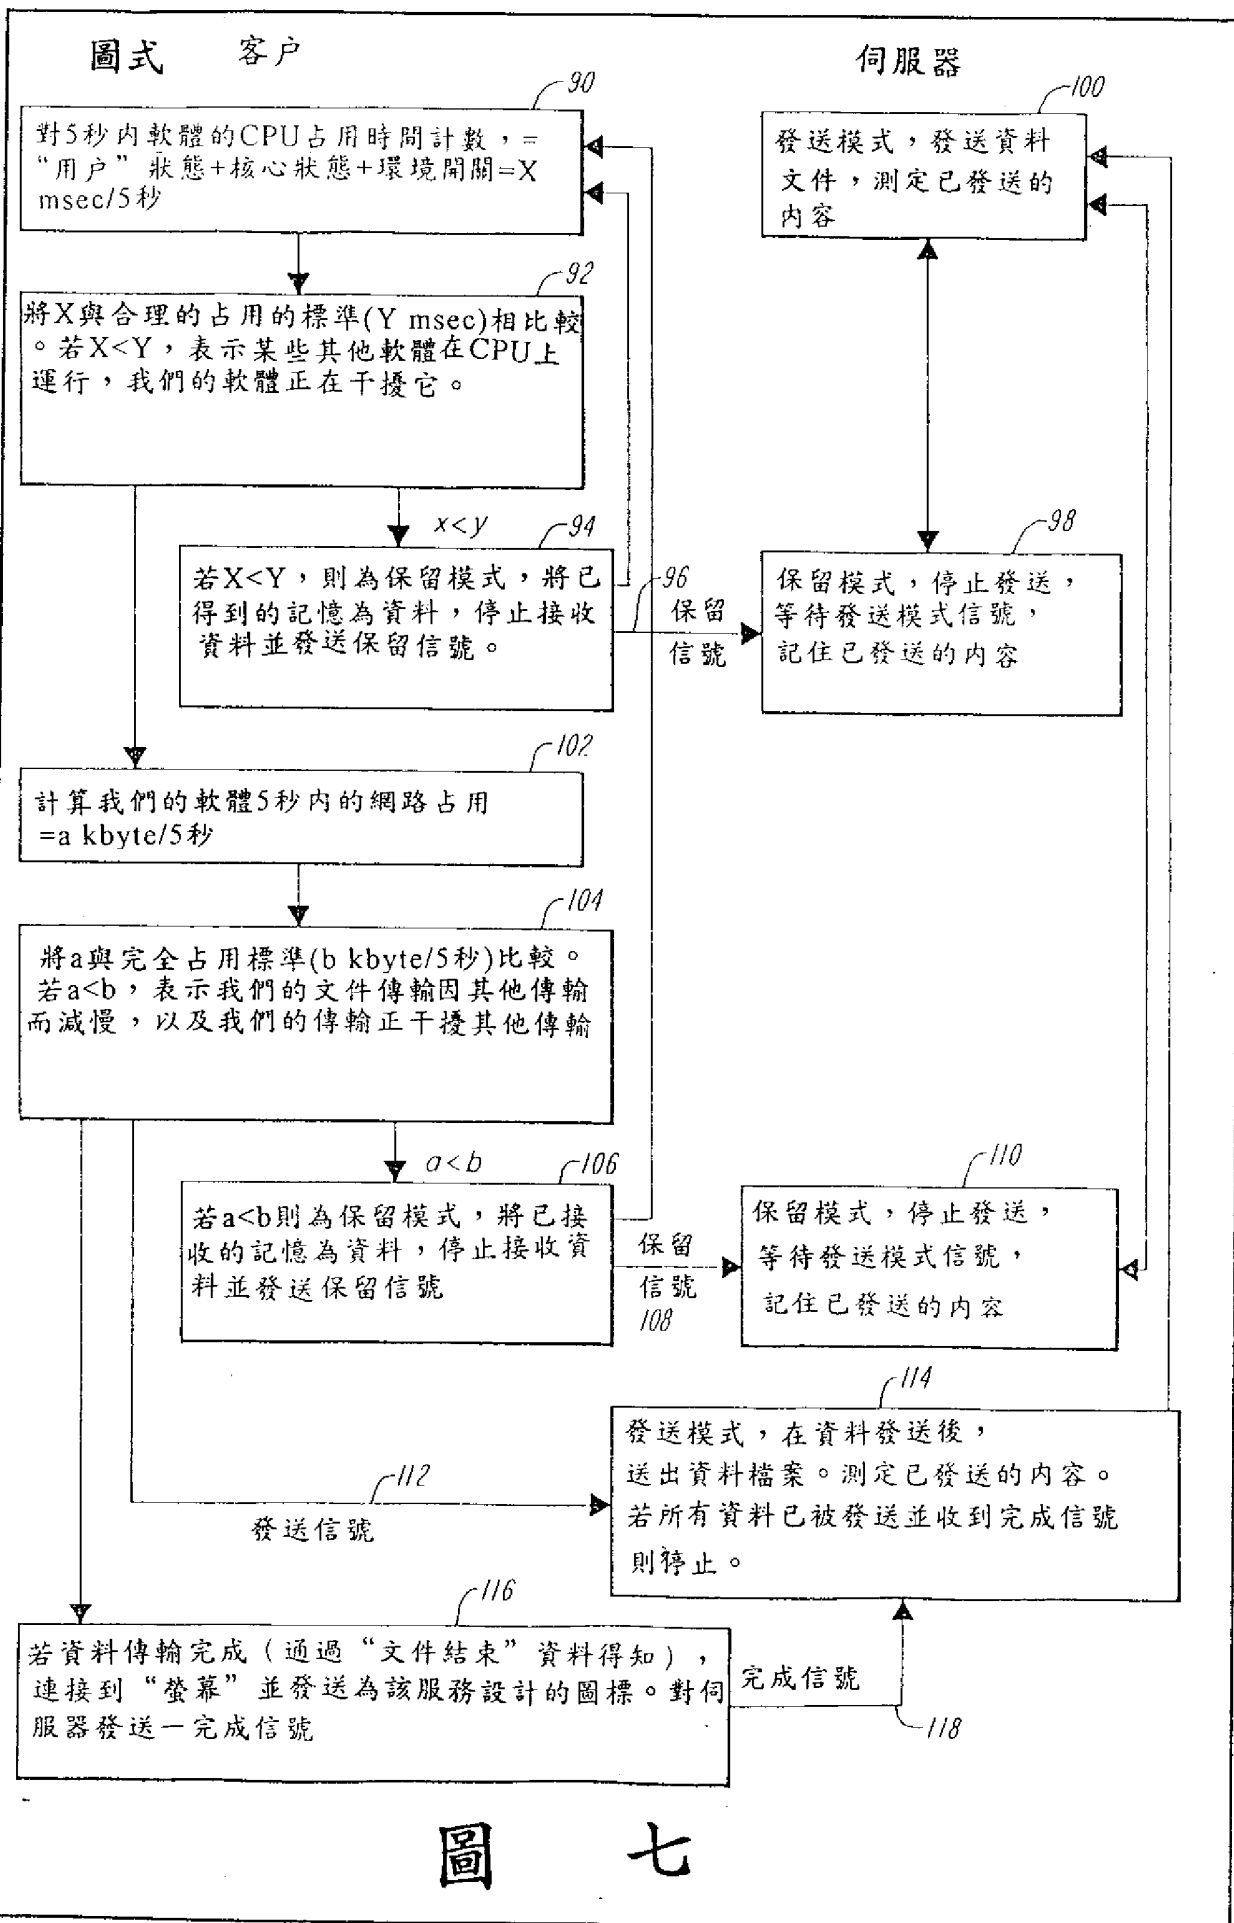 圖式 客户
伺服器
90
對5秒内軟體的CPU占用時間計數，=
“用户”狀態+核心狀態+環境開關=X
msec/5秒
100
發送模式，發送資料
文件，測定已發送的
内容
92
將X與合理的占用的標準(Y msec)相比較
。若X<Y，表示某些其他軟體在CPU上
運行，我們的軟體正在干擾它。
x<y
94
若X<Y，則為保留模式，將已
得到的記憶為資料，停止接收
資料並發送保留信號。
96
保留
信號
98
保留模式，停止發送，
等待發送模式信號，
記住已發送的内容
102
計算我們的軟體5秒内的網路占用
=a kbyte/5秒
104
將a與完全占用標準(b kbyte/5秒)比較。
若a<b，表示我們的文件傳輸因其他傳輸
而減慢，以及我們的傳輸正干擾其他傳輸
a<b
106
若a<b則為保留模式，將已接
收的記憶為資料，停止接收資
料並發送保留信號
保留
信號
108
110
保留模式，停止發送，
等待發送模式信號，
記住已發送的内容
112
發送信號
114
發送模式，在資料發送後，
送出資料檔案。測定已發送的内容。
若所有資料已被發送並收到完成信號
則停止。
116
若資料傳輸完成（通過“文件結束”資料得知），
連接到“螢幕”並發送為該服務設計的圖標。對伺
服器發送一完成信號
完成信號
118
圖 七